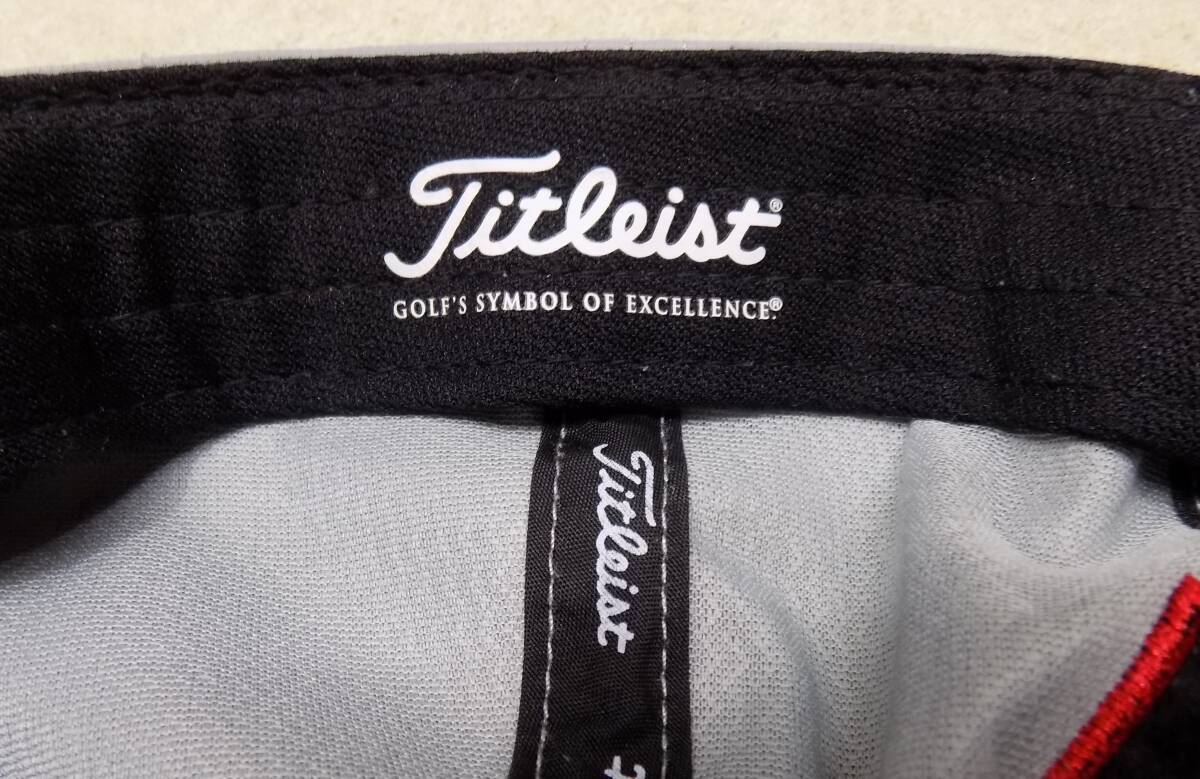 Titleist®
GOLF'S SYMBOL OF EXCELLENCE.®
Titleist